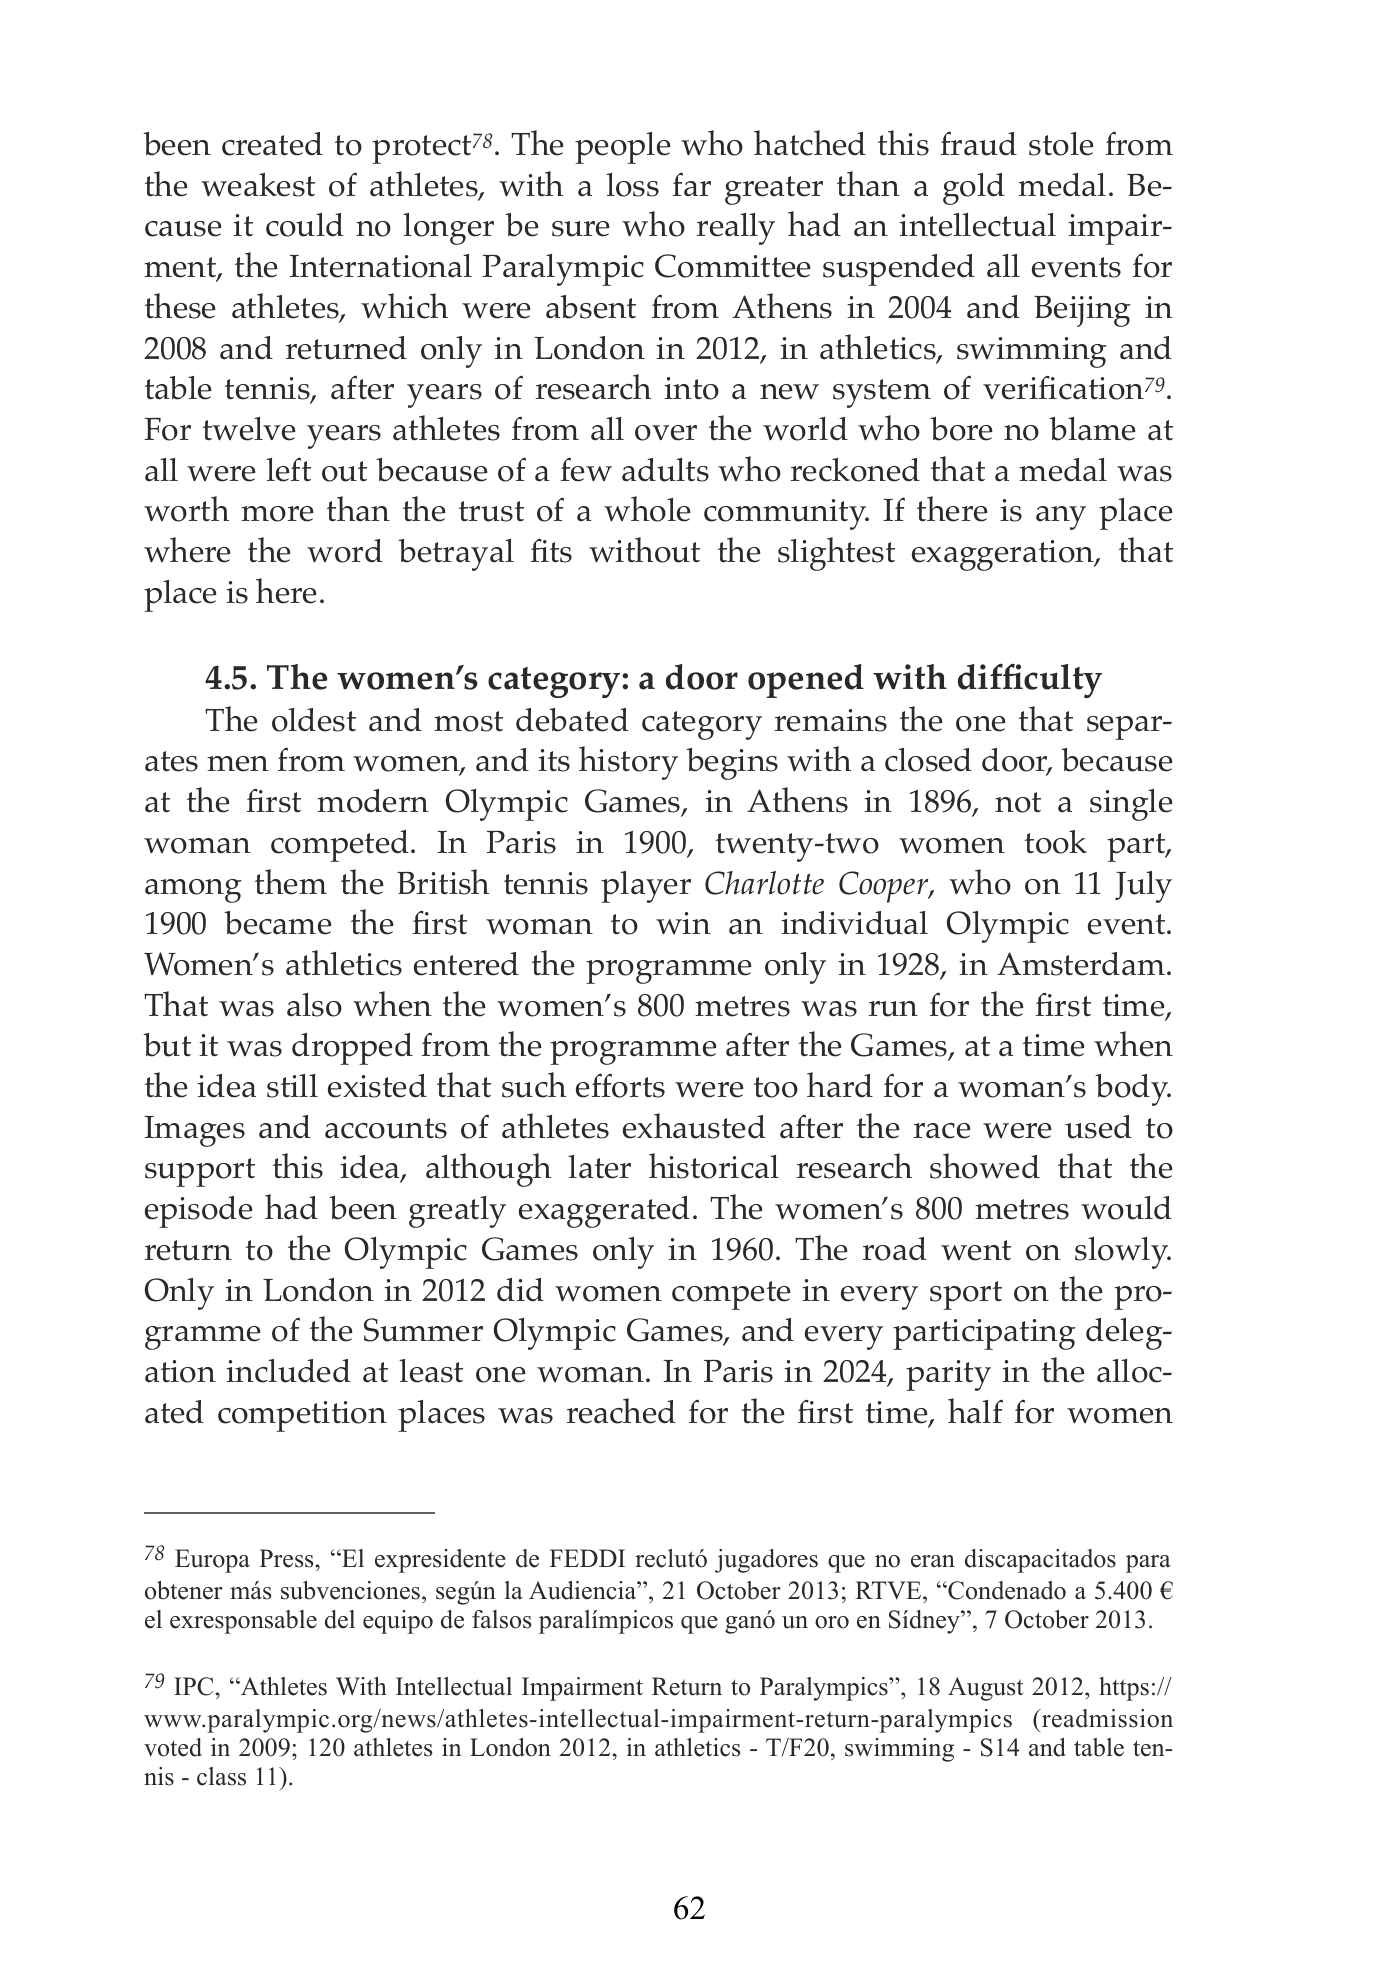 been created to protect78. The people who hatched this fraud stole from
the weakest of athletes, with a loss far greater than a gold medal. Be-
cause it could no longer be sure who really had an intellectual impair-
ment, the International Paralympic Committee suspended all events for
these athletes, which were absent from Athens in 2004 and Beijing in
2008 and returned only in London in 2012, in athletics, swimming and
table tennis, after years of research into a new system of verification79.
For twelve years athletes from all over the world who bore no blame at
all were left out because of a few adults who reckoned that a medal was
worth more than the trust of a whole community. If there is any place
where the word betrayal fits without the slightest exaggeration, that
place is here.
4.5. The women’s category: a door opened with difficulty
The oldest and most debated category remains the one that separ-
ates men from women, and its history begins with a closed door, because
at the first modern Olympic Games, in Athens in 1896, not a single
woman competed. In Paris in 1900, twenty-two women took part,
among them the British tennis player Charlotte Cooper, who on 11 July
1900 became the first woman to win an individual Olympic event.
Women’s athletics entered the programme only in 1928, in Amsterdam.
That was also when the women’s 800 metres was run for the first time,
but it was dropped from the programme after the Games, at a time when
the idea still existed that such efforts were too hard for a woman’s body.
Images and accounts of athletes exhausted after the race were used to
support this idea, although later historical research showed that the
episode had been greatly exaggerated. The women’s 800 metres would
return to the Olympic Games only in 1960. The road went on slowly.
Only in London in 2012 did women compete in every sport on the pro-
gramme of the Summer Olympic Games, and every participating deleg-
ation included at least one woman. In Paris in 2024, parity in the alloc-
ated competition places was reached for the first time, half for women
78 Europa Press, “El expresidente de FEDDI reclutó jugadores que no eran discapacitados para
obtener más subvenciones, según la Audiencia”, 21 October 2013; RTVE, “Condenado a 5.400 €
el exresponsable del equipo de falsos paralímpicos que ganó un oro en Sídney”, 7 October 2013.
79 IPC, “Athletes With Intellectual Impairment Return to Paralympics”, 18 August 2012, https://
www.paralympic.org/news/athletes-intellectual-impairment-return-paralympics (readmission
voted in 2009; 120 athletes in London 2012, in athletics - T/F20, swimming - S14 and table ten-
nis - class 11).
62